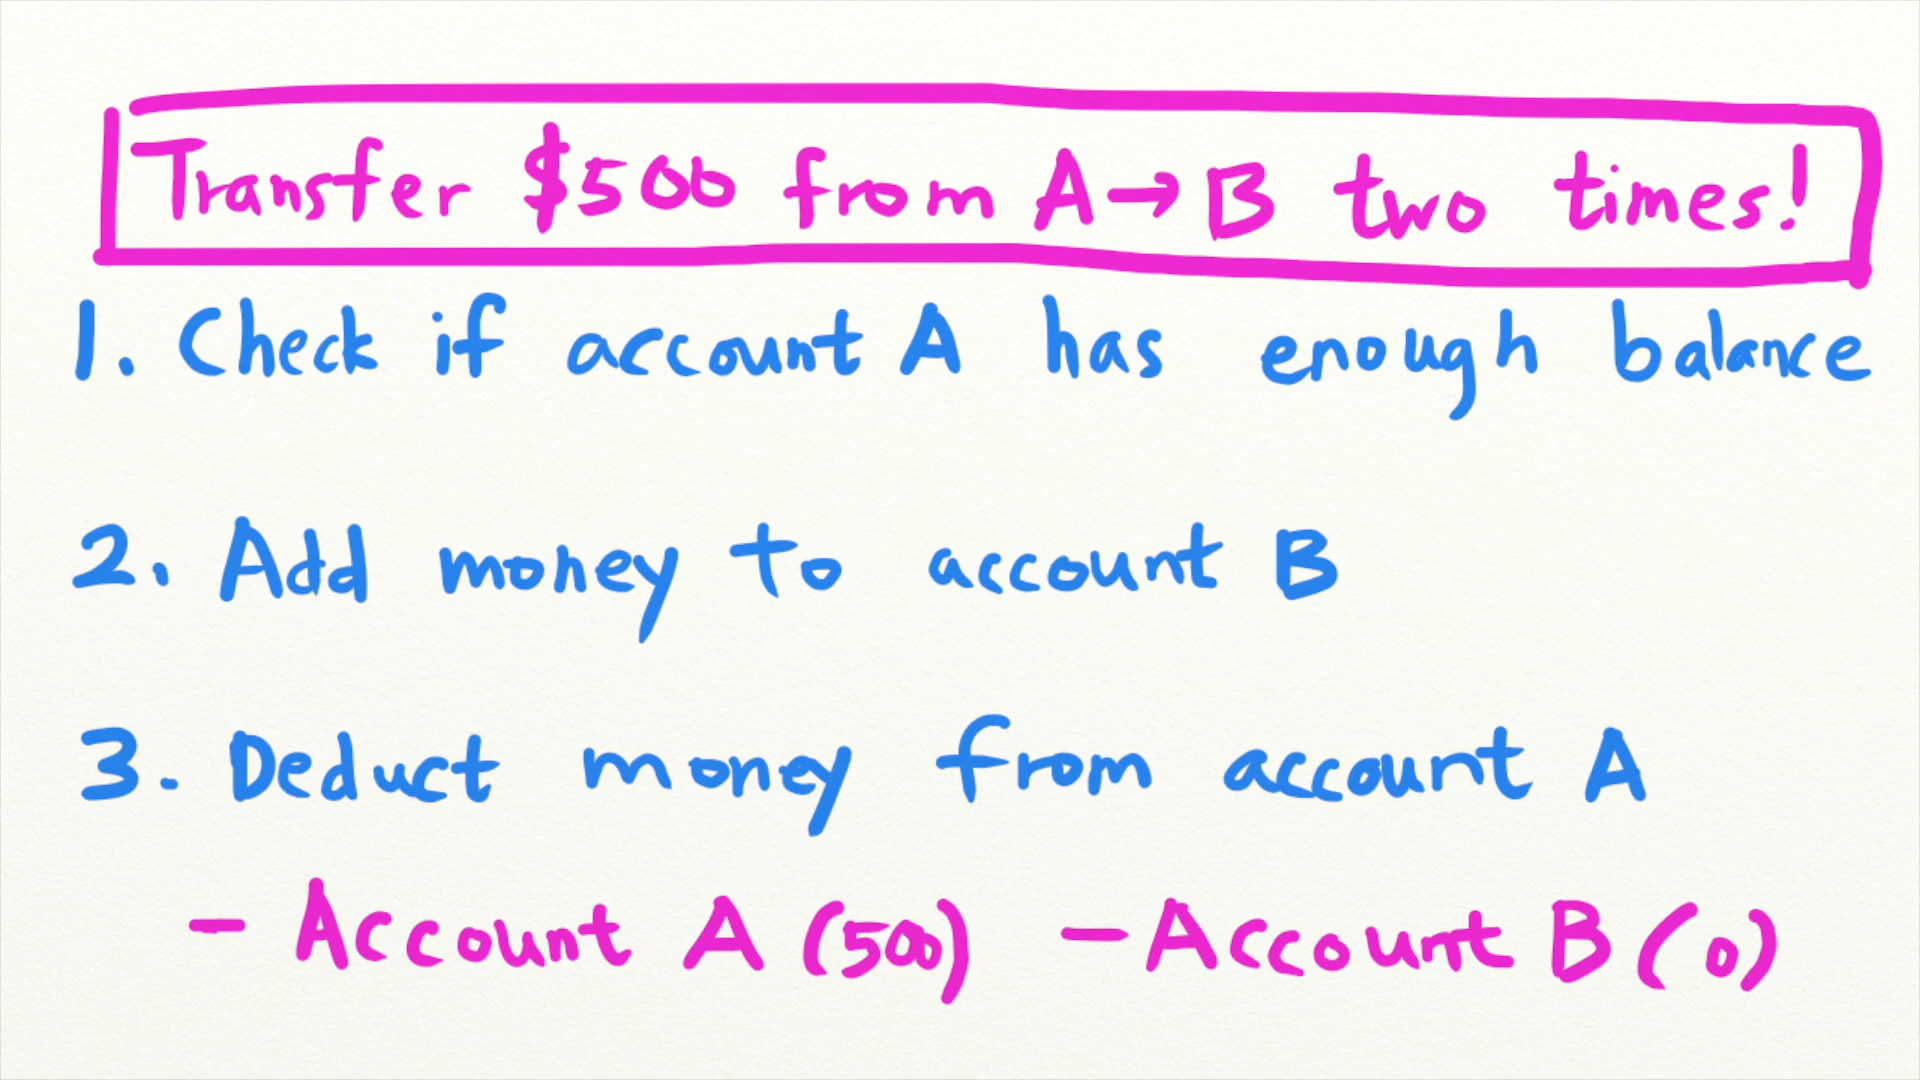 Transfer $500 from A→B two times!
1. Check if account A has enough balance
2. Add money to account B
3. Deduct money from account A
- Account A (500) - Account B (0)